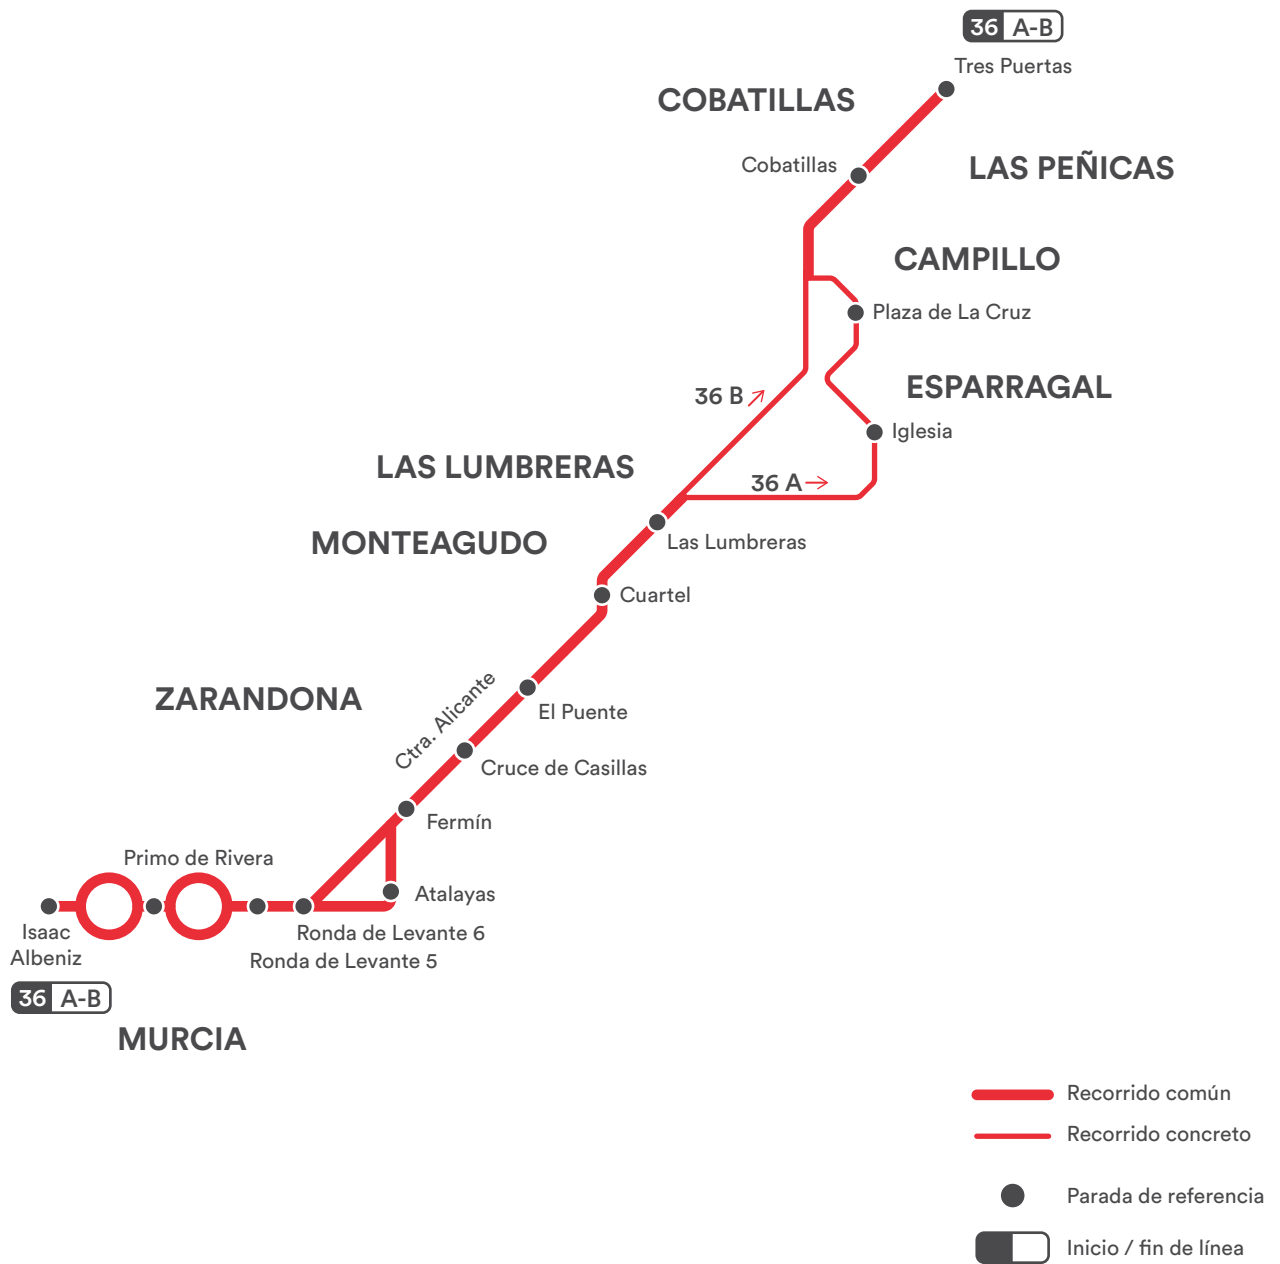 36 A-B
Tres Puertas
COBATILLAS
Cobatillas
LAS PEÑICAS
CAMPILLO
Plaza de La Cruz
ESPARRAGAL
36 B
Iglesia
LAS LUMBRERAS
36 A
MONTEAGUDO
Las Lumbreras
Cuartel
ZARANDONA
Ctra. Alicante
El Puente
Cruce de Casillas
Fermín
Primo de Rivera
Atalayas
Isaac
Albeniz
Ronda de Levante 6
Ronda de Levante 5
36 A-B
MURCIA
Recorrido común
Recorrido concreto
Parada de referencia
Inicio / fin de línea